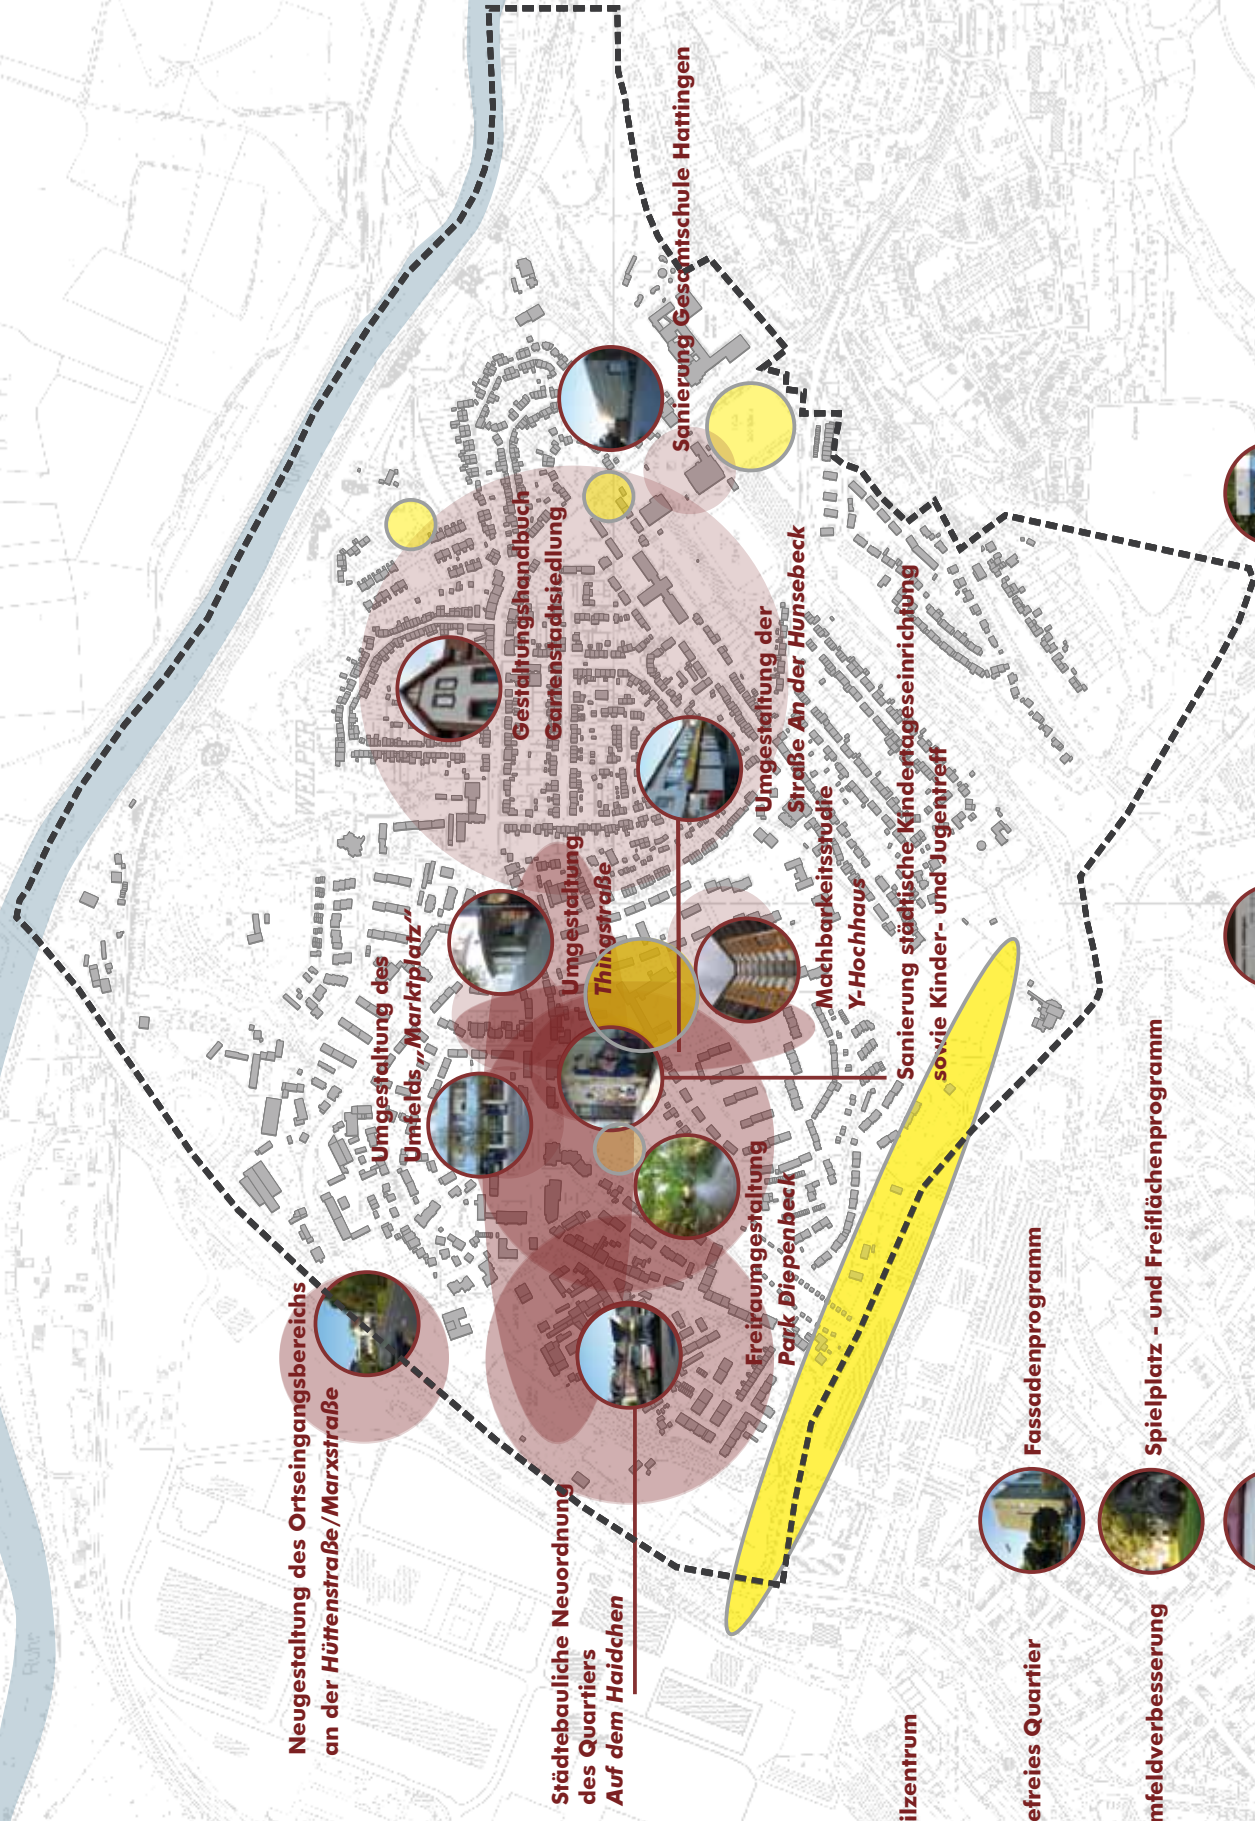 Neugestaltung des Ortseingangsbereichs
an der Hüttenstraße/Marxstraße
Umgestaltung des
Umfelds „Marktplatz“
Gestaltungshandbuch
Gartenstadtsiedlung
Städtebauliche Neuordnung
des Quartiers
Auf dem Haidchen
Umgestaltung
Thingstraße
Sanierung Gesamtschule Hattingen
Freiraumgestaltung
Park Diepenbeck
Umgestaltung der
Straße An der Hunsebeck
Machbarkeitsstudie
Y-Hochhaus
Sanierung städtische Kindertageseinrichtung
sowie Kinder- und Jugentreff
WELPER
Ruhr
ilzentrum
efreies Quartier
Fassadenprogramm
mfeldverbesserung
Spielplatz - und Freiflächenprogramm